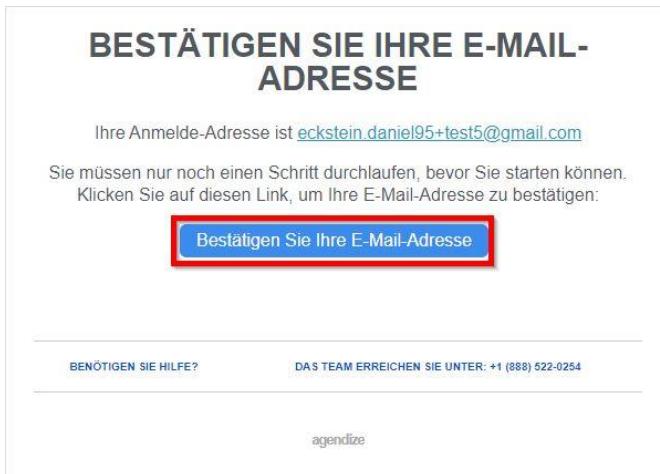 BESTÄTIGEN SIE IHRE E-MAIL-
ADRESSE
Ihre Anmelde-Adresse ist eckstein.daniel95+test5@gmail.com
Sie müssen nur noch einen Schritt durchlaufen, bevor Sie starten können.
Klicken Sie auf diesen Link, um Ihre E-Mail-Adresse zu bestätigen:
Bestätigen Sie Ihre E-Mail-Adresse
BENÖTIGEN SIE HILFE? DAS TEAM ERREICHEN SIE UNTER: +1 (888) 522-0254
agendize